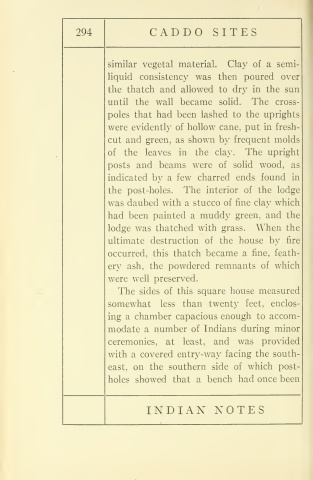 294
CADDO SITES
similar vegetal material. Clay of a semi-
liquid consistency was then poured over
the thatch and allowed to dry in the sun
until the wall became solid. The cross-
poles that had been lashed to the uprights
were evidently of hollow cane, put in fresh-
cut and green, as shown by frequent molds
of the leaves in the clay. The upright
posts and beams were of solid wood, as
indicated by a few charred ends found in
the post-holes. The interior of the lodge
was daubed with a stucco of fine clay which
had been painted a muddy green, and the
lodge was thatched with grass. When the
ultimate destruction of the house by fire
occurred, this thatch became a fine, feath-
ery ash, the powdered remnants of which
were well preserved.
The sides of this square house measured
somewhat less than twenty feet, enclos-
ing a chamber capacious enough to accom-
modate a number of Indians during minor
ceremonies, at least, and was provided
with a covered entry-way facing the south-
east, on the southern side of which post-
holes showed that a bench had once been
INDIAN NOTES